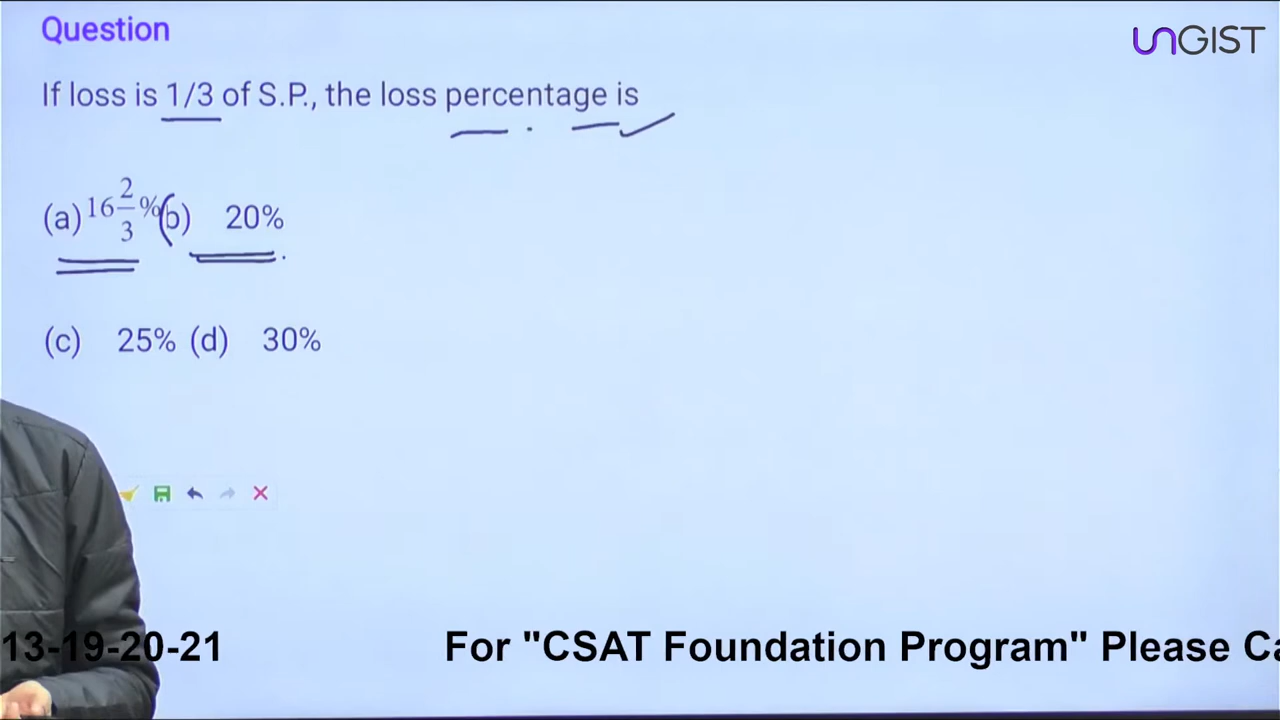 Question
UNGIST
If loss is 1/3 of S.P., the loss percentage is
(a) 16 2/3 % (b) 20%
(c) 25% (d) 30%
13-19-20-21 For "CSAT Foundation Program" Please Ca